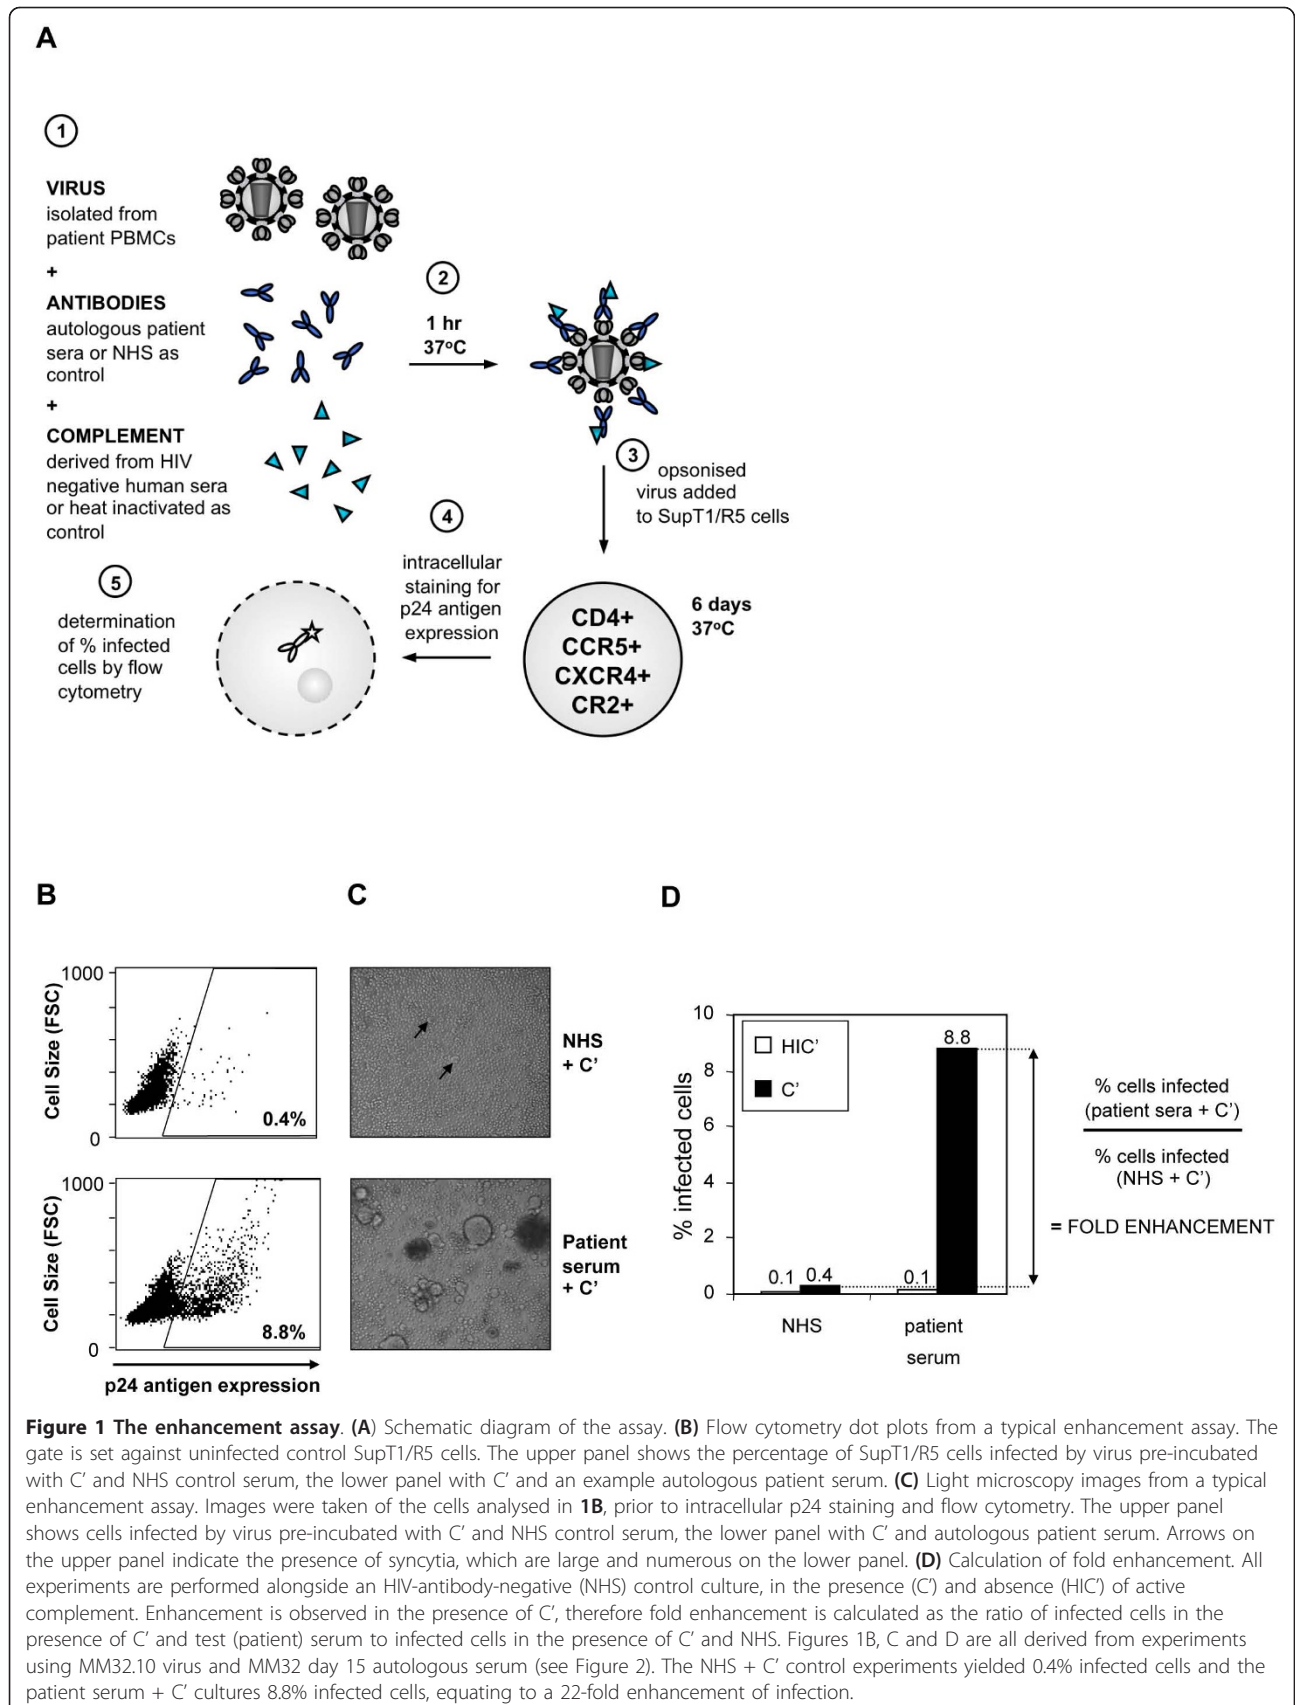 A
1
VIRUS
isolated from
patient PBMCs
+
ANTIBODIES
autologous patient
sera or NHS as
control
+
COMPLEMENT
derived from HIV
negative human sera
or heat inactivated as
control
2
1 hr
37°C
3
opsonised
virus added
to SupT1/R5 cells
CD4+
CCR5+
CXCR4+
CR2+
6 days
37°C
4
intracellular
staining for
p24 antigen
expression
5
determination
of % infected
cells by flow
cytometry
B
1000
Cell Size (FSC)
0
0.4%
1000
Cell Size (FSC)
0
8.8%
p24 antigen expression
C
NHS
+ C'
Patient
serum
+ C'
D
% infected cells
10
8
6
4
2
0
HIC'
C'
0.1
0.4
0.1
8.8
NHS
patient
serum
% cells infected
(patient sera + C')
% cells infected
(NHS + C')
= FOLD ENHANCEMENT
Figure 1 The enhancement assay. (A) Schematic diagram of the assay. (B) Flow cytometry dot plots from a typical enhancement assay. The
gate is set against uninfected control SupT1/R5 cells. The upper panel shows the percentage of SupT1/R5 cells infected by virus pre-incubated
with C' and NHS control serum, the lower panel with C' and an example autologous patient serum. (C) Light microscopy images from a typical
enhancement assay. Images were taken of the cells analysed in 1B, prior to intracellular p24 staining and flow cytometry. The upper panel
shows cells infected by virus pre-incubated with C' and NHS control serum, the lower panel with C' and autologous patient serum. Arrows on
the upper panel indicate the presence of syncytia, which are large and numerous on the lower panel. (D) Calculation of fold enhancement. All
experiments are performed alongside an HIV-antibody-negative (NHS) control culture, in the presence (C') and absence (HIC') of active
complement. Enhancement is observed in the presence of C', therefore fold enhancement is calculated as the ratio of infected cells in the
presence of C' and test (patient) serum to infected cells in the presence of C' and NHS. Figures 1B, C and D are all derived from experiments
using MM32.10 virus and MM32 day 15 autologous serum (see Figure 2). The NHS + C' control experiments yielded 0.4% infected cells and the
patient serum + C' cultures 8.8% infected cells, equating to a 22-fold enhancement of infection.